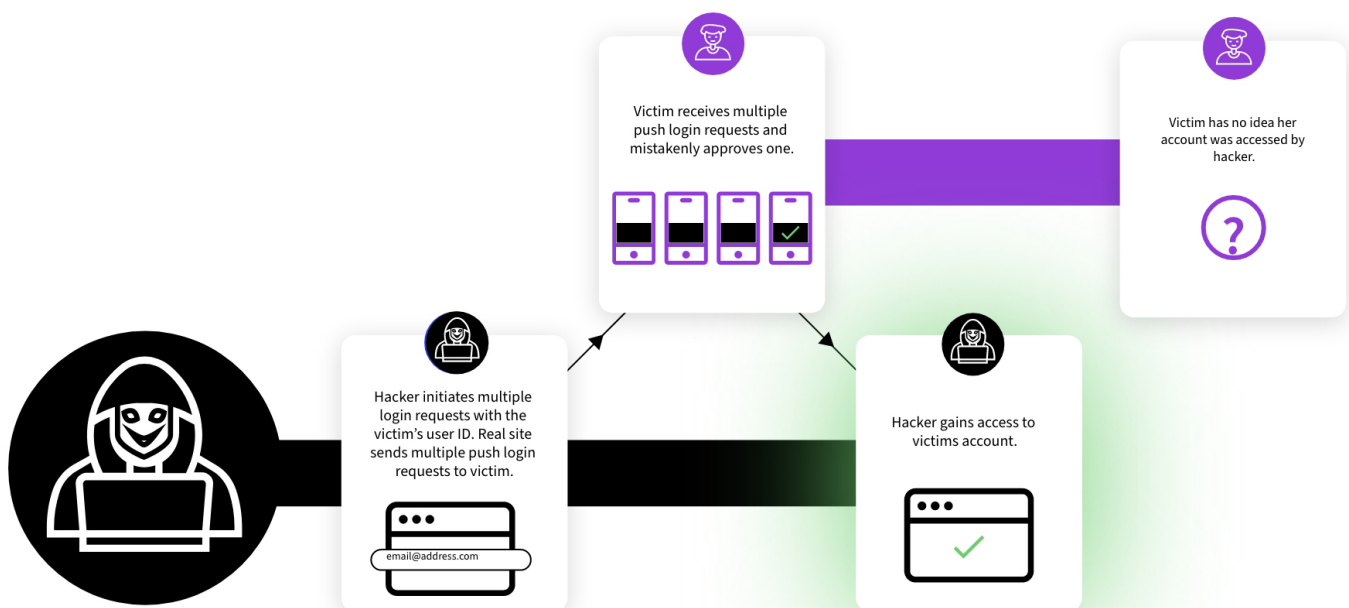 Hacker initiates multiple
login requests with the
victim's user ID. Real site
sends multiple push login
requests to victim.
email@address.com
Victim receives multiple
push login requests and
mistakenly approves one.
Hacker gains access to
victims account.
Victim has no idea her
account was accessed by
hacker.
?